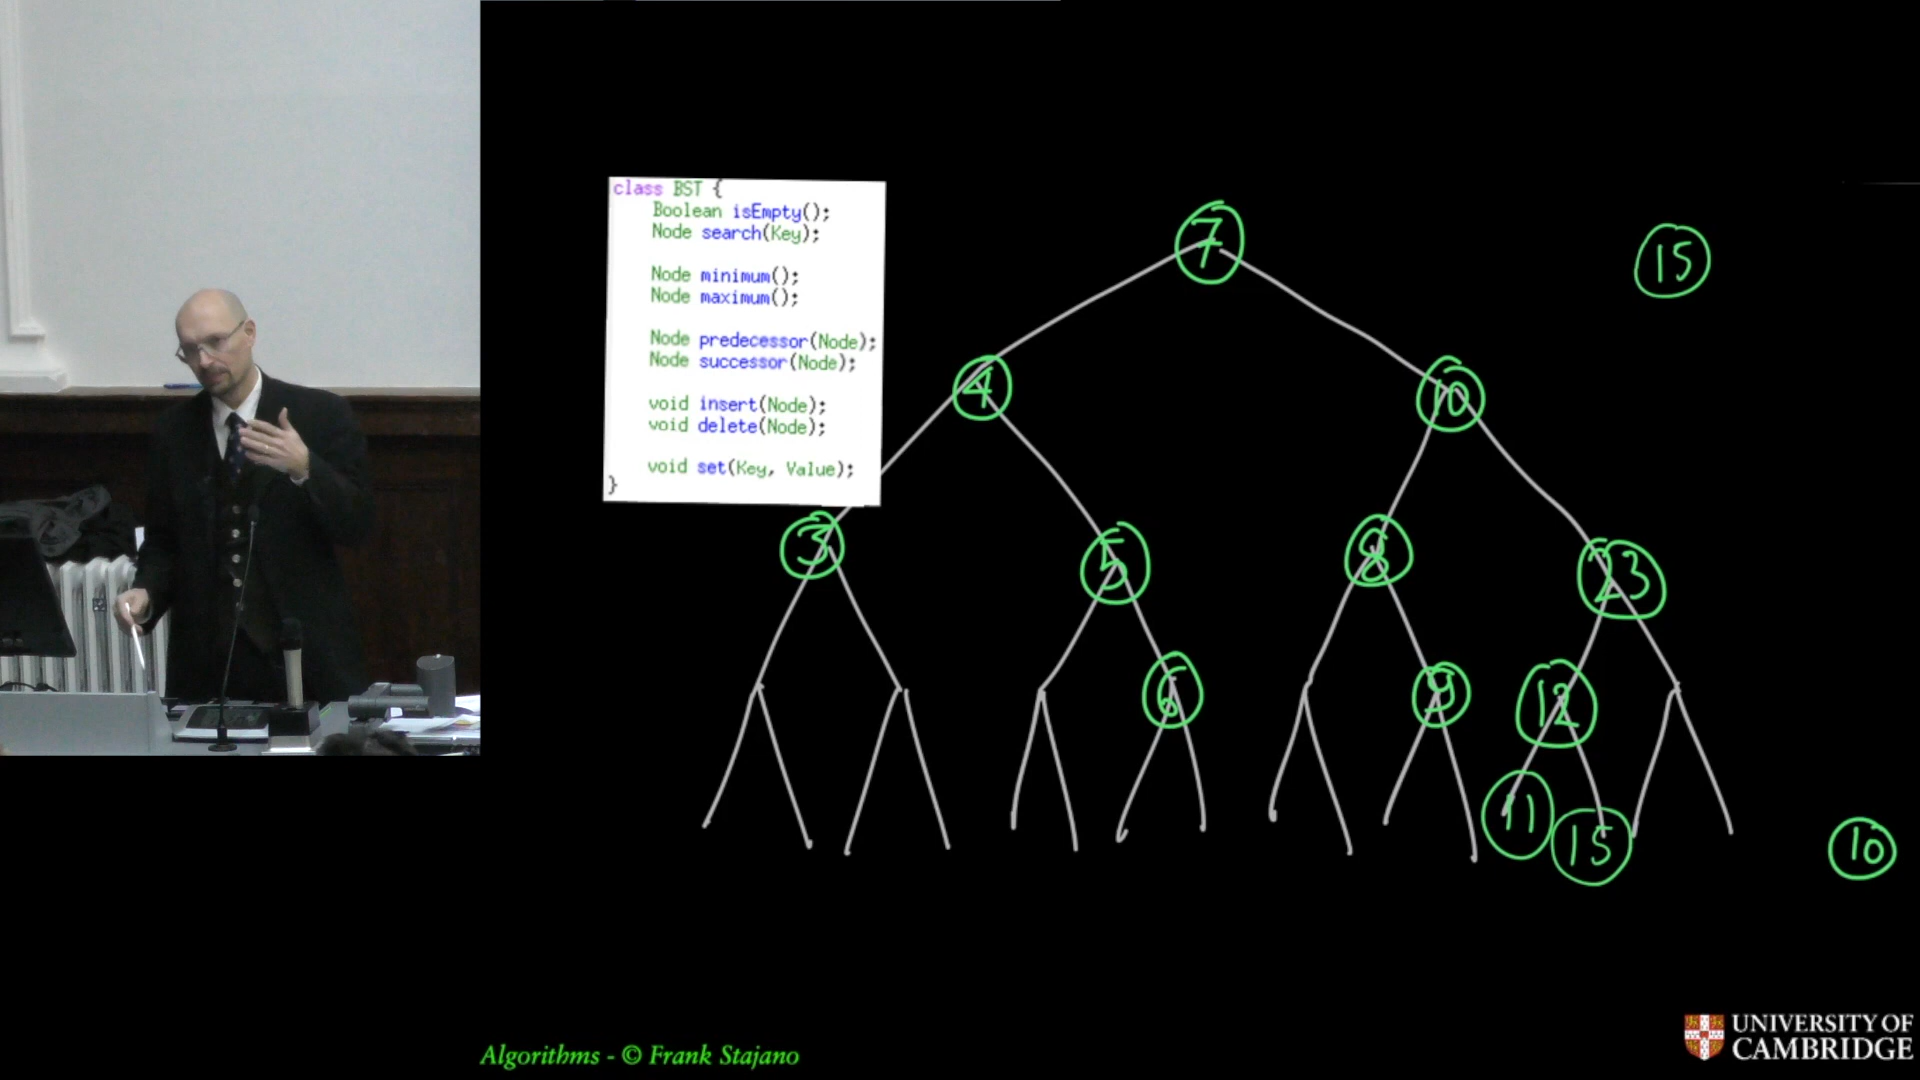 class BST {
Boolean isEmpty();
Node search(Key);
Node minimum();
Node maximum();
Node predecessor(Node);
Node successor(Node);
void insert(Node);
void delete(Node);
void set(Key, Value);
}
7
15
4
10
3
5
8
23
6
9
12
11
15
10
Algorithms - © Frank Stajano
UNIVERSITY OF
CAMBRIDGE